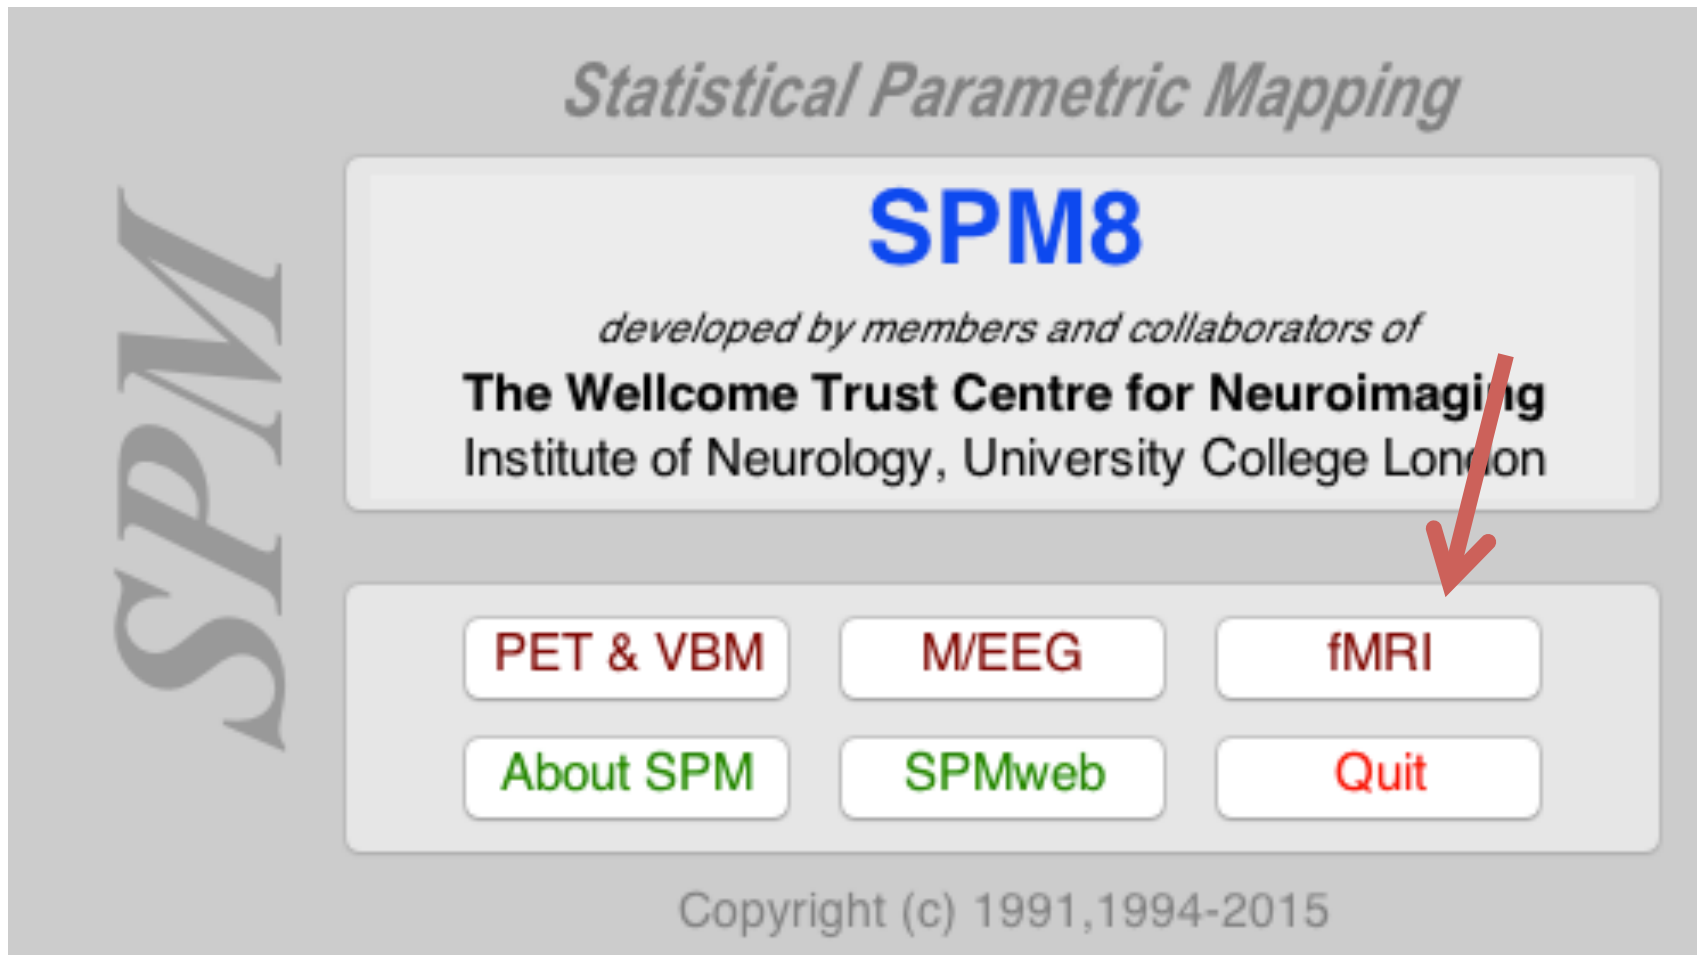 Statistical Parametric Mapping
SPM
SPM8
developed by members and collaborators of
The Wellcome Trust Centre for Neuroimaging
Institute of Neurology, University College London
PET & VBM M/EEG fMRI
About SPM SPMweb Quit
Copyright (c) 1991,1994-2015